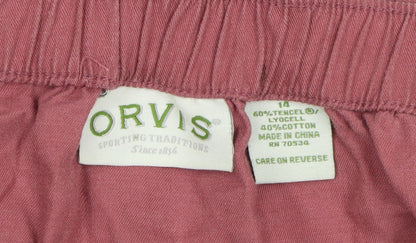 ORVIS®
SPORTING TRADITIONS
Since 1856
14
60%TENCEL®/
LYOCELL
40%COTTON
MADE IN CHINA
RN 70534
CARE ON REVERSE